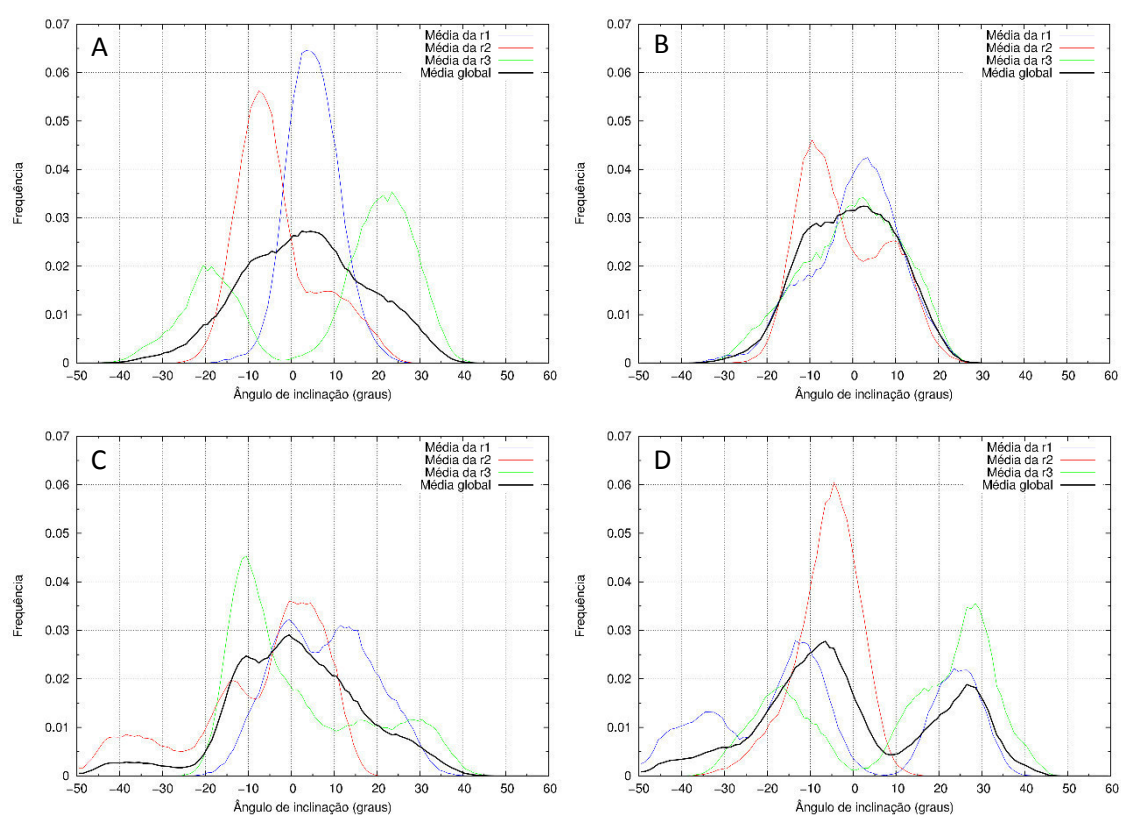 A
Média da r1
Média da r2
Média da r3
Média global
0.07
0.06
0.05
0.04
0.03
0.02
0.01
0
Frequência
−50 −40 −30 −20 −10 0 10 20 30 40 50 60
Ângulo de inclinação (graus)
B
Média da r1
Média da r2
Média da r3
Média global
0.07
0.06
0.05
0.04
0.03
0.02
0.01
0
Frequência
−50 −40 −30 −20 −10 0 10 20 30 40 50 60
Ângulo de inclinação (graus)
C
Média da r1
Média da r2
Média da r3
Média global
0.07
0.06
0.05
0.04
0.03
0.02
0.01
0
Frequência
−50 −40 −30 −20 −10 0 10 20 30 40 50 60
Ângulo de inclinação (graus)
D
Média da r1
Média da r2
Média da r3
Média global
0.07
0.06
0.05
0.04
0.03
0.02
0.01
0
Frequência
−50 −40 −30 −20 −10 0 10 20 30 40 50 60
Ângulo de inclinação (graus)